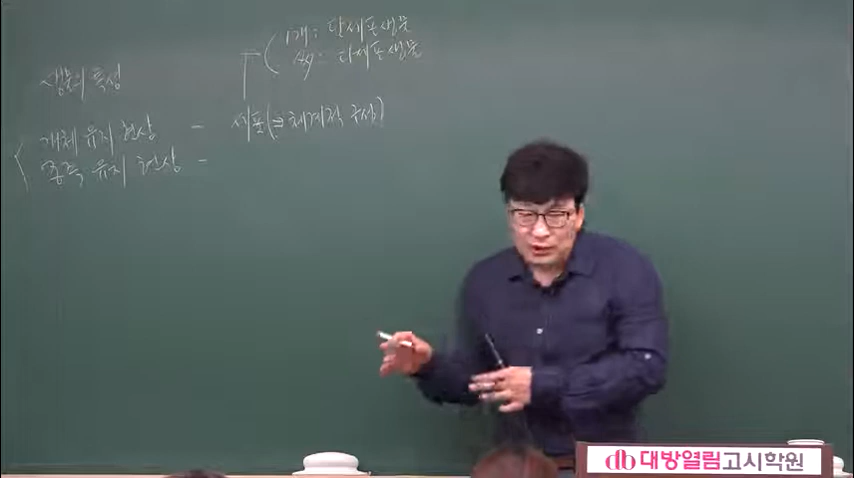 1개 : 단세포생물
수 : 다세포생물
생물의 특성
개체 유지 현상 - 세포(⇒ 체계적 구성)
종족 유지 현상 -
대방열림고시학원